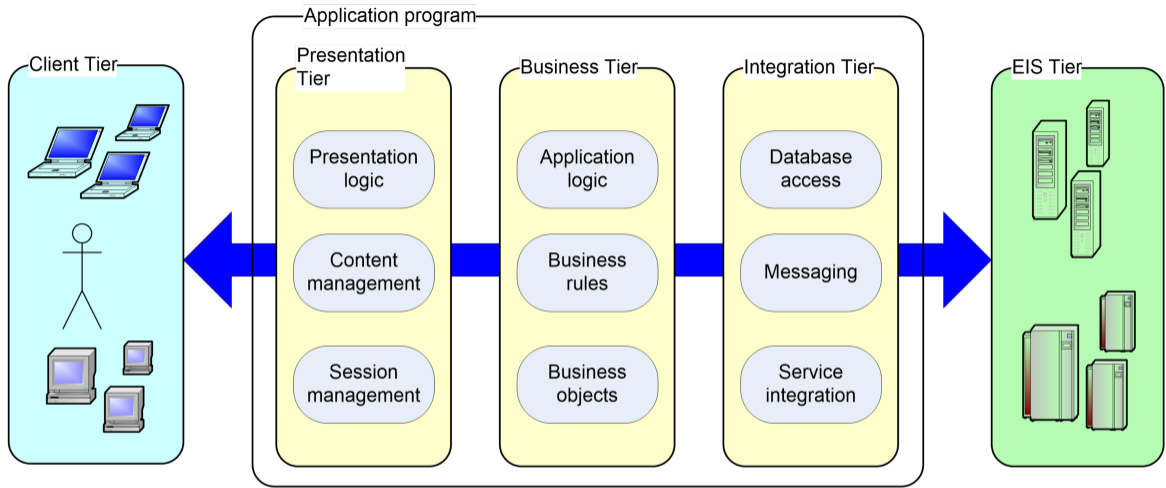 Application program
Client Tier
Presentation
Tier
Business Tier
Integration Tier
EIS Tier
Presentation
logic
Application
logic
Database
access
Content
management
Business
rules
Messaging
Session
management
Business
objects
Service
integration